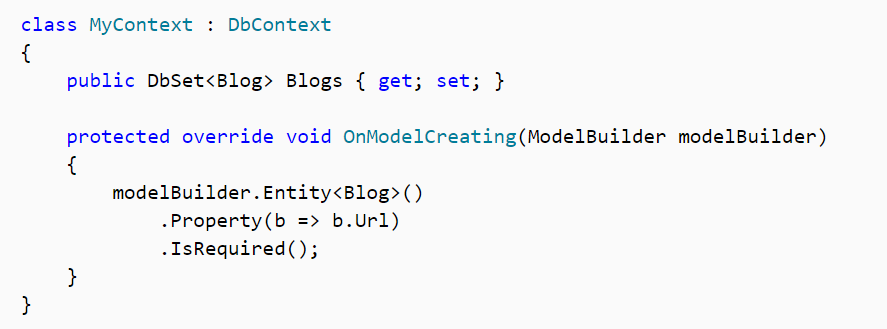 class MyContext : DbContext
{
    public DbSet<Blog> Blogs { get; set; }

    protected override void OnModelCreating(ModelBuilder modelBuilder)
    {
        modelBuilder.Entity<Blog>()
            .Property(b => b.Url)
            .IsRequired();
    }
}